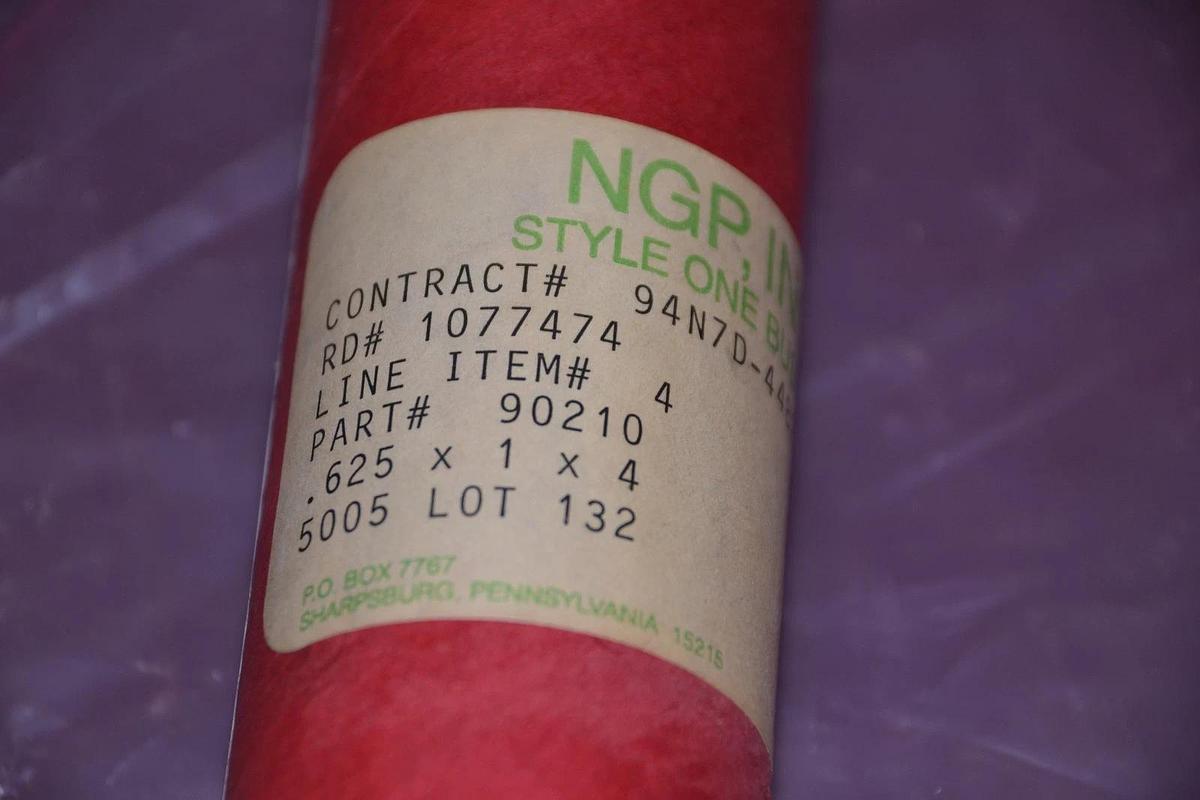 NGP,
STYLE ONE
CONTRACT# 94N7D-44
RD# 1077474
LINE ITEM# 4
PART# 90210
.625 x 1 x 4
5005 LOT 132
P.O. BOX 7767
SHARPSBURG, PENNSYLVANIA 15215